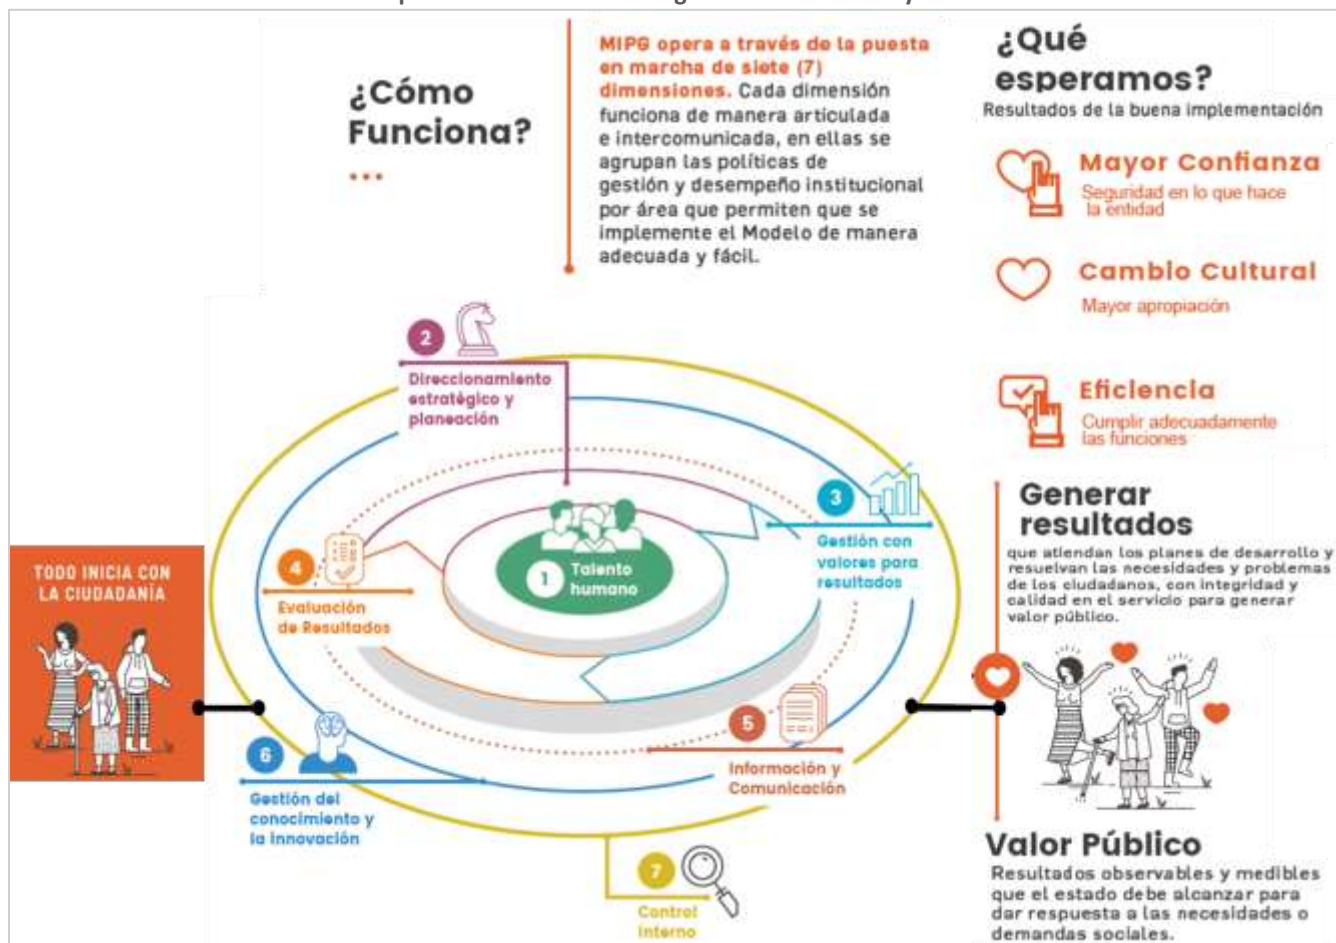 ¿Cómo
Funciona?
...
MIPG opera a través de la puesta
en marcha de siete (7)
dimensiones. Cada dimensión
funciona de manera articulada
e intercomunicada, en ellas se
agrupan las políticas de
gestión y desempeño institucional
por área que permiten que se
implemente el Modelo de manera
adecuada y fácil.
¿Qué
esperamos?
Resultados de la buena implementación
Mayor Confianza
Seguridad en lo que hace
la entidad
Cambio Cultural
Mayor apropiación
Eficiencia
Cumplir adecuadamente
las funciones
2
Direccionamiento
estratégico y
planeación
3
Gestión con
valores para
resultados
1
Talento
humano
4
Evaluación
de Resultados
TODO INICIA CON
LA CIUDADANÍA
5
Información y
Comunicación
6
Gestión del
conocimiento y
la innovación
7
Control
Interno
Generar
resultados
que atiendan los planes de desarrollo y
resuelvan las necesidades y problemas
de los ciudadanos, con integridad y
calidad en el servicio para generar
valor público.
Valor Público
Resultados observables y medibles
que el estado debe alcanzar para
dar respuesta a las necesidades o
demandas sociales.